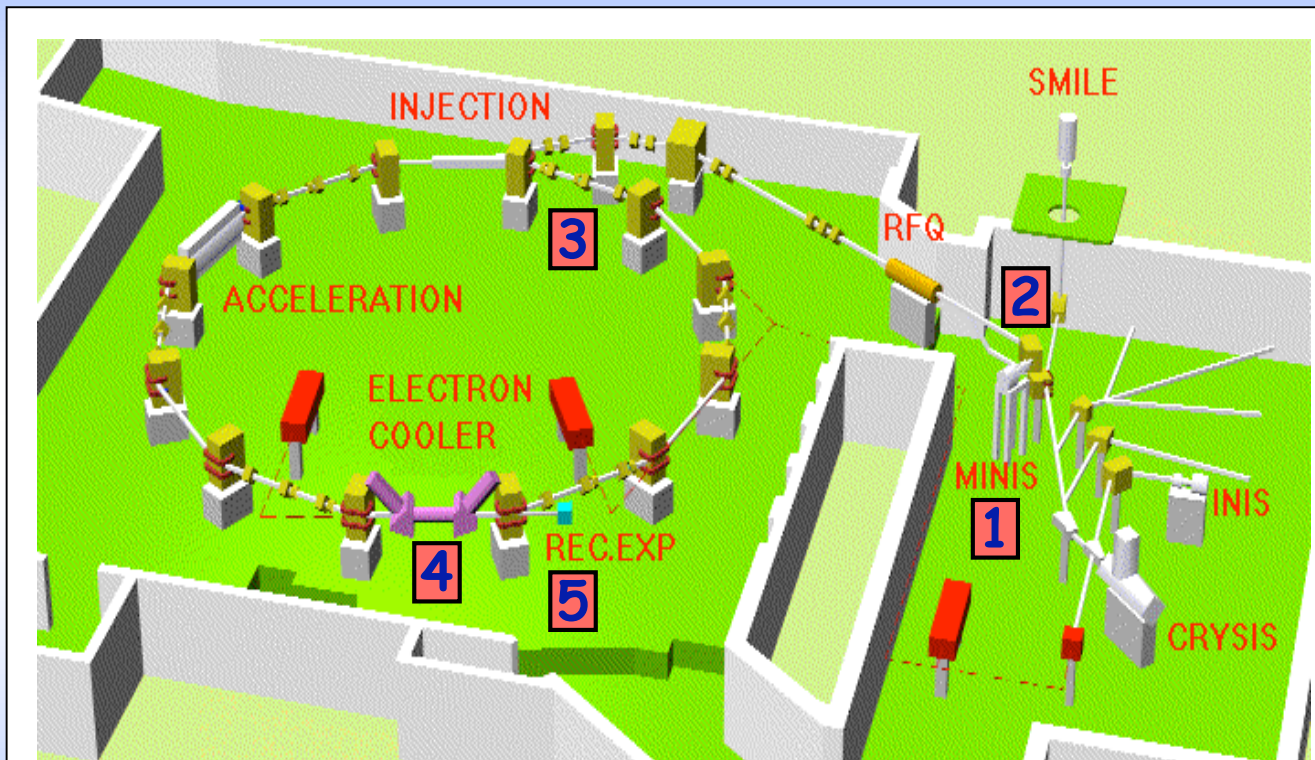 SMILE
INJECTION
RFQ
3
2
ACCELERATION
ELECTRON
COOLER
MINIS
INIS
1
REC.EXP
4
5
CRYSIS